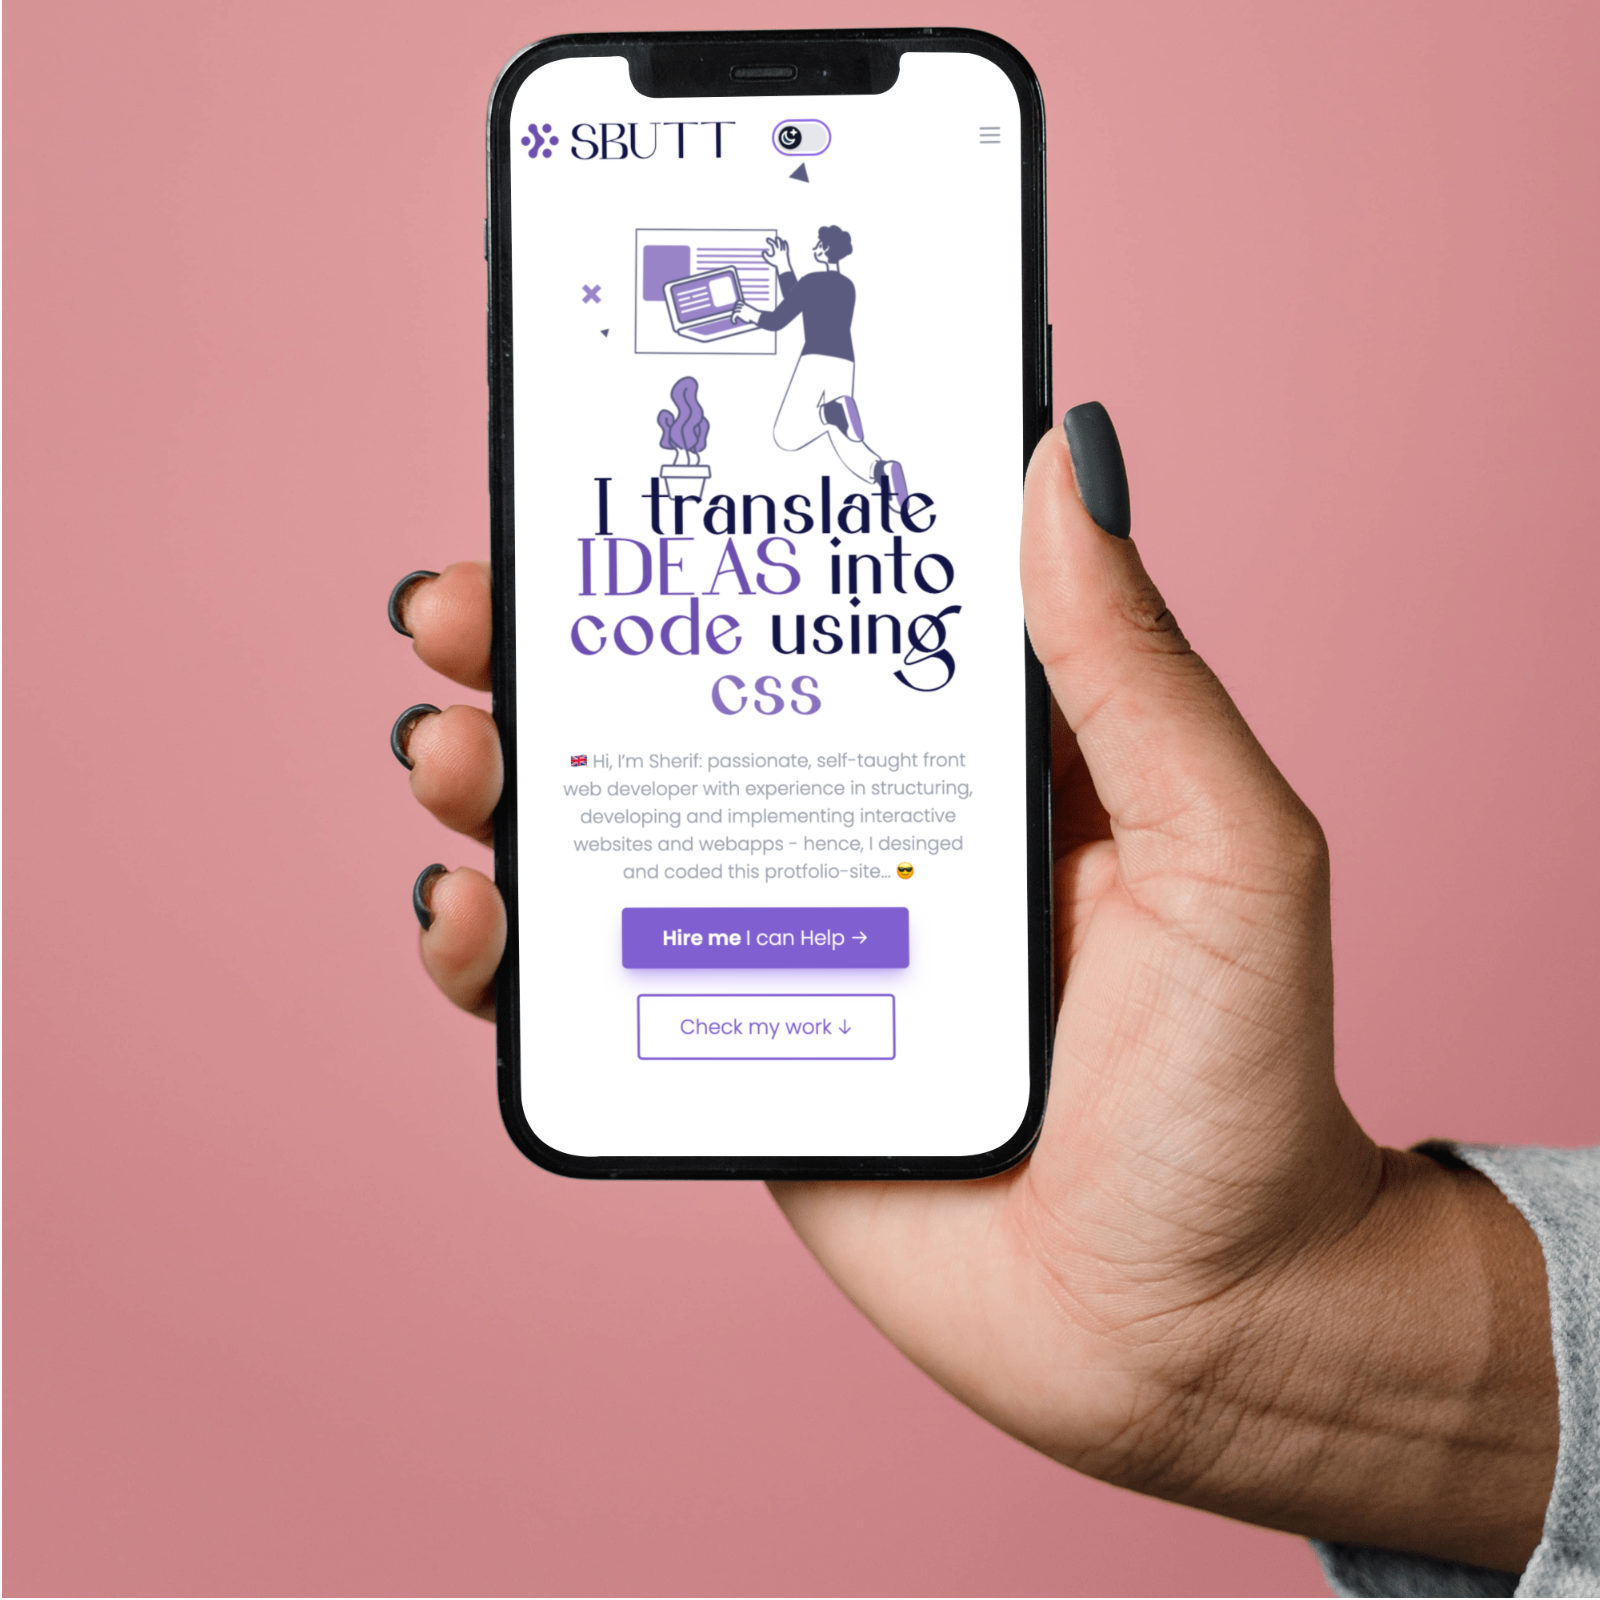 SBUTT
I translate
IDEAS into
code using
css
🇬🇧 Hi, I’m Sherif: passionate, self-taught front
web developer with experience in structuring,
developing and implementing interactive
websites and webapps - hence, I desinged
and coded this protfolio-site... 😎
Hire me I can Help →
Check my work ↓